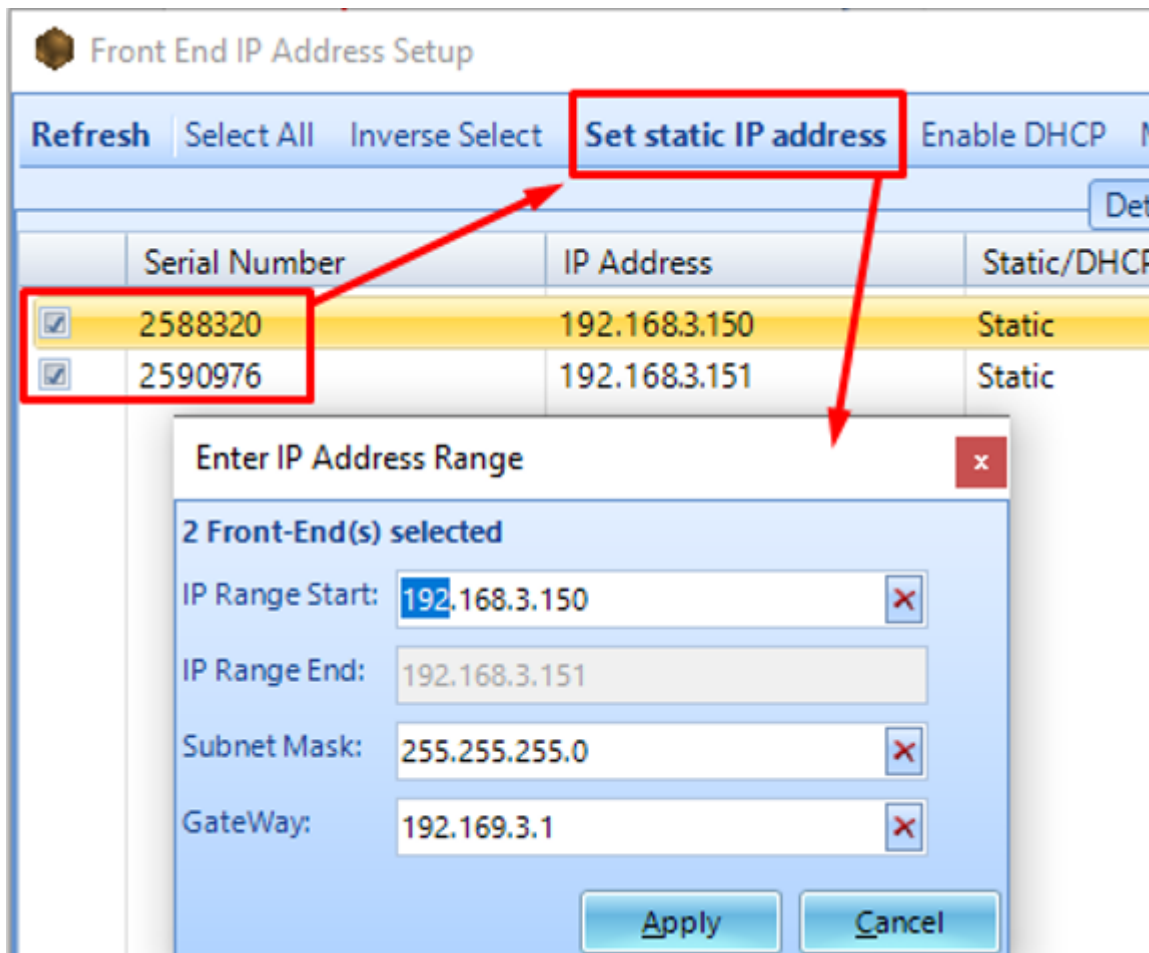 Front End IP Address Setup
Refresh Select All Inverse Select Set static IP address Enable DHCP
Serial Number IP Address Static/DHCP
2588320 192.168.3.150 Static
2590976 192.168.3.151 Static
Enter IP Address Range
x
2 Front-End(s) selected
IP Range Start: 192.168.3.150
IP Range End: 192.168.3.151
Subnet Mask: 255.255.255.0
GateWay: 192.169.3.1
Apply Cancel